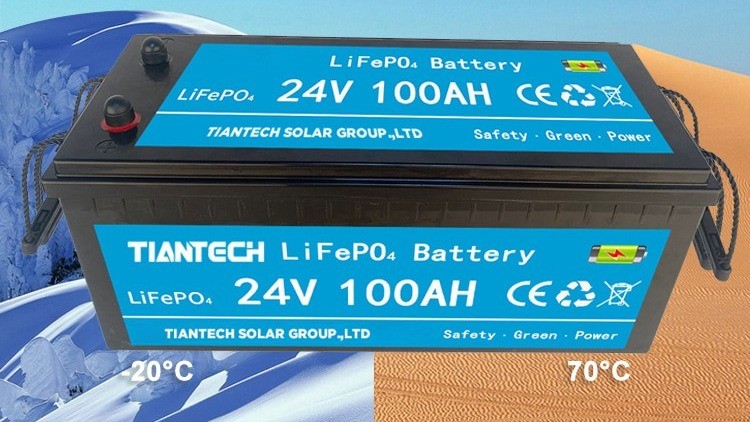 LiFePO₄ Battery
LiFePO₄ 24V 100AH CE
TIANTECH SOLAR GROUP.,LTD Safety · Green · Power
TIANTECH LiFePO₄ Battery
LiFePO₄ 24V 100AH CE
TIANTECH SOLAR GROUP.,LTD Safety · Green · Power
-20°C 70°C